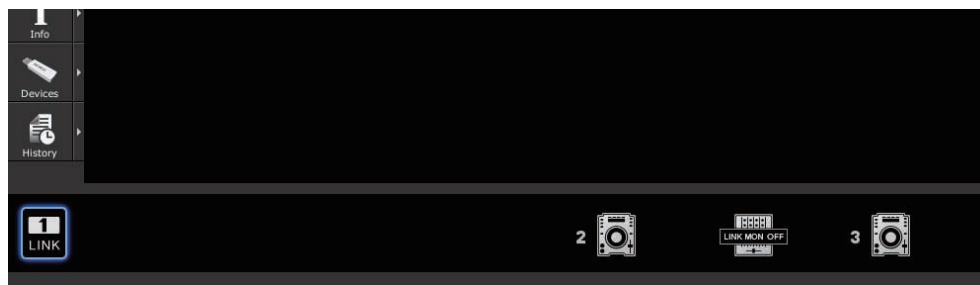 Info
Devices
History
1
LINK
2
LINK MON OFF
3